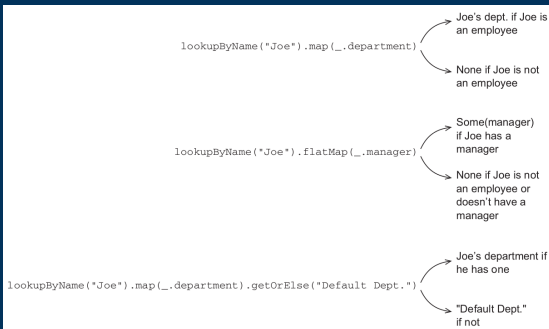 Joe's dept. if Joe is
an employee
lookupByName("Joe").map(_.department)
None if Joe is not
an employee
Some(manager)
if Joe has a
manager
lookupByName("Joe").flatMap(_.manager)
None if Joe is not
an employee or
doesn't have a
manager
Joe's department if
he has one
lookupByName("Joe").map(_.department).getOrElse("Default Dept.")
"Default Dept."
if not